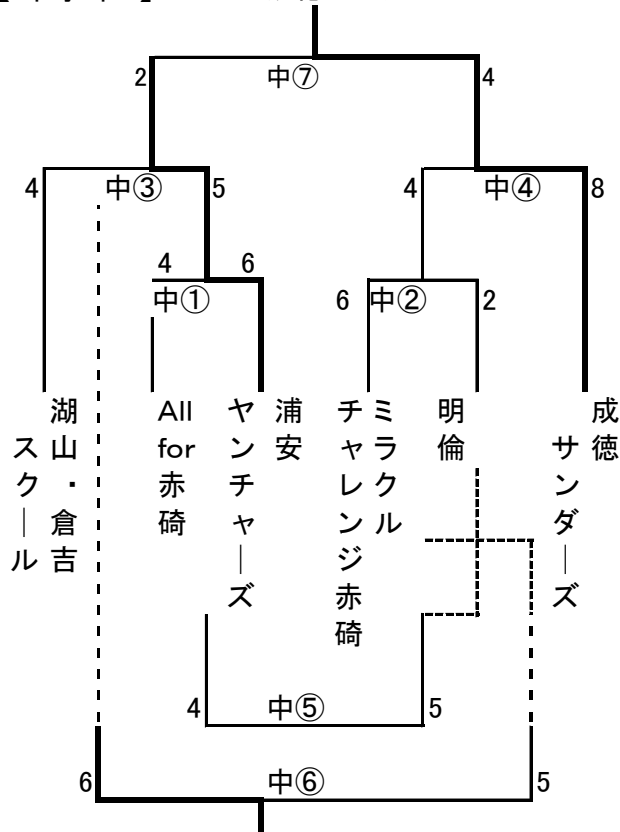 2 中⑦ 4
4 中③ 5 4 中④ 8
4 6
中① 6 中② 2
湖山・倉吉
スクール
All
for
赤
碕
浦安
ヤンチャーズ
ミラクル
チャレンジ赤碕
明倫
成徳
サンダーズ
4 中⑤ 5
6 中⑥ 5